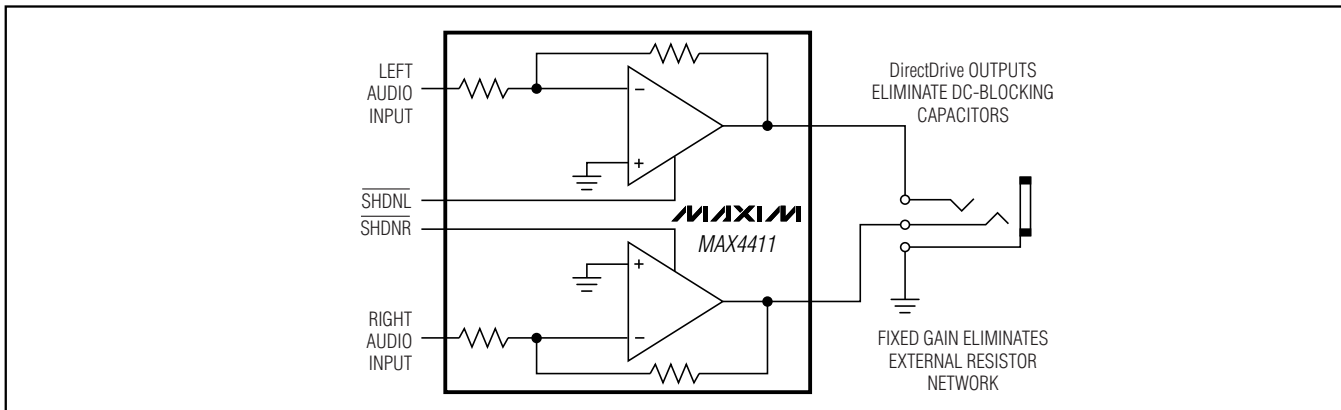 LEFT
AUDIO
INPUT
−
+
SHDNL
SHDNR
MAXIM
MAX4411
+
−
RIGHT
AUDIO
INPUT
DirectDrive OUTPUTS
ELIMINATE DC-BLOCKING
CAPACITORS
FIXED GAIN ELIMINATES
EXTERNAL RESISTOR
NETWORK